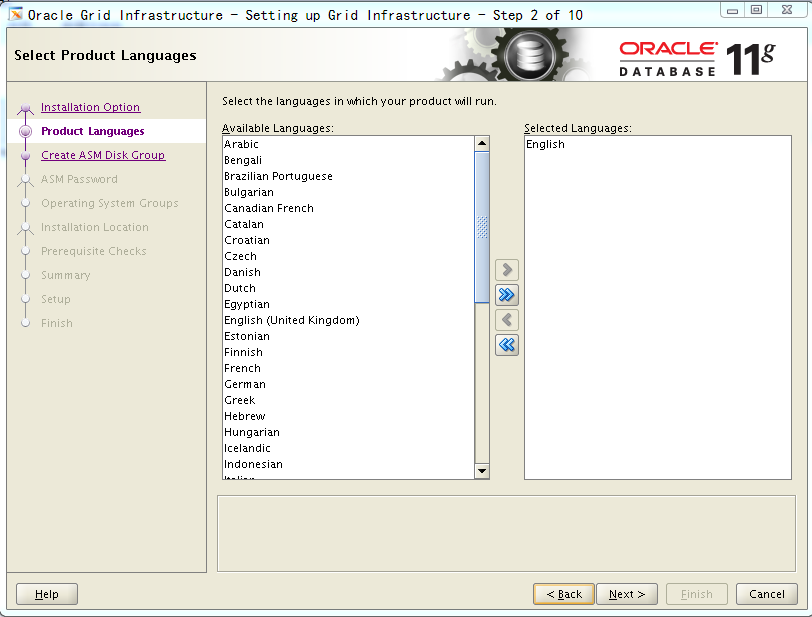 Oracle Grid Infrastructure - Setting up Grid Infrastructure - Step 2 of 10
Select Product Languages
ORACLE
DATABASE 11g
Installation Option
Product Languages
Create ASM Disk Group
ASM Password
Operating System Groups
Installation Location
Prerequisite Checks
Summary
Setup
Finish
Select the languages in which your product will run.
Available Languages:
Arabic
Bengali
Brazilian Portuguese
Bulgarian
Canadian French
Catalan
Croatian
Czech
Danish
Dutch
Egyptian
English (United Kingdom)
Estonian
Finnish
French
German
Greek
Hebrew
Hungarian
Icelandic
Indonesian
Selected Languages:
English
Help
< Back
Next >
Finish
Cancel